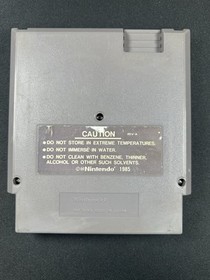 CAUTION
•DO NOT STORE IN EXTREME TEMPERATURES.
•DO NOT IMMERSE IN WATER.
•DO NOT CLEAN WITH BENZENE, THINNER,
ALCOHOL OR OTHER SUCH SOLVENTS.
©Nintendo 1985